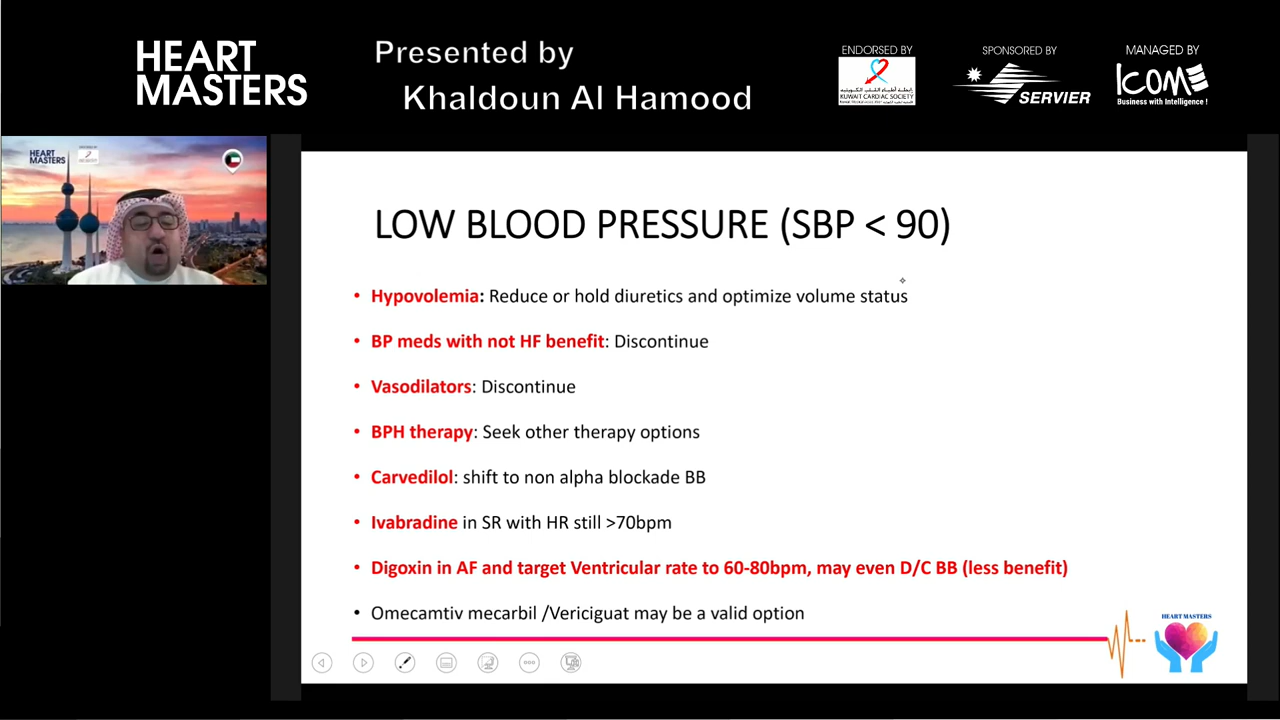 HEART
MASTERS
Presented by
Khaldoun Al Hamood
ENDORSED BY
KUWAIT CARDIAC SOCIETY
SPONSORED BY
SERVIER
MANAGED BY
ICOME
Business with Intelligence !
HEART
MASTERS
LOW BLOOD PRESSURE (SBP < 90)
• Hypovolemia: Reduce or hold diuretics and optimize volume status
• BP meds with not HF benefit: Discontinue
• Vasodilators: Discontinue
• BPH therapy: Seek other therapy options
• Carvedilol: shift to non alpha blockade BB
• Ivabradine in SR with HR still >70bpm
• Digoxin in AF and target Ventricular rate to 60-80bpm, may even D/C BB (less benefit)
• Omecamtiv mecarbil /Vericiguat may be a valid option
HEART MASTERS